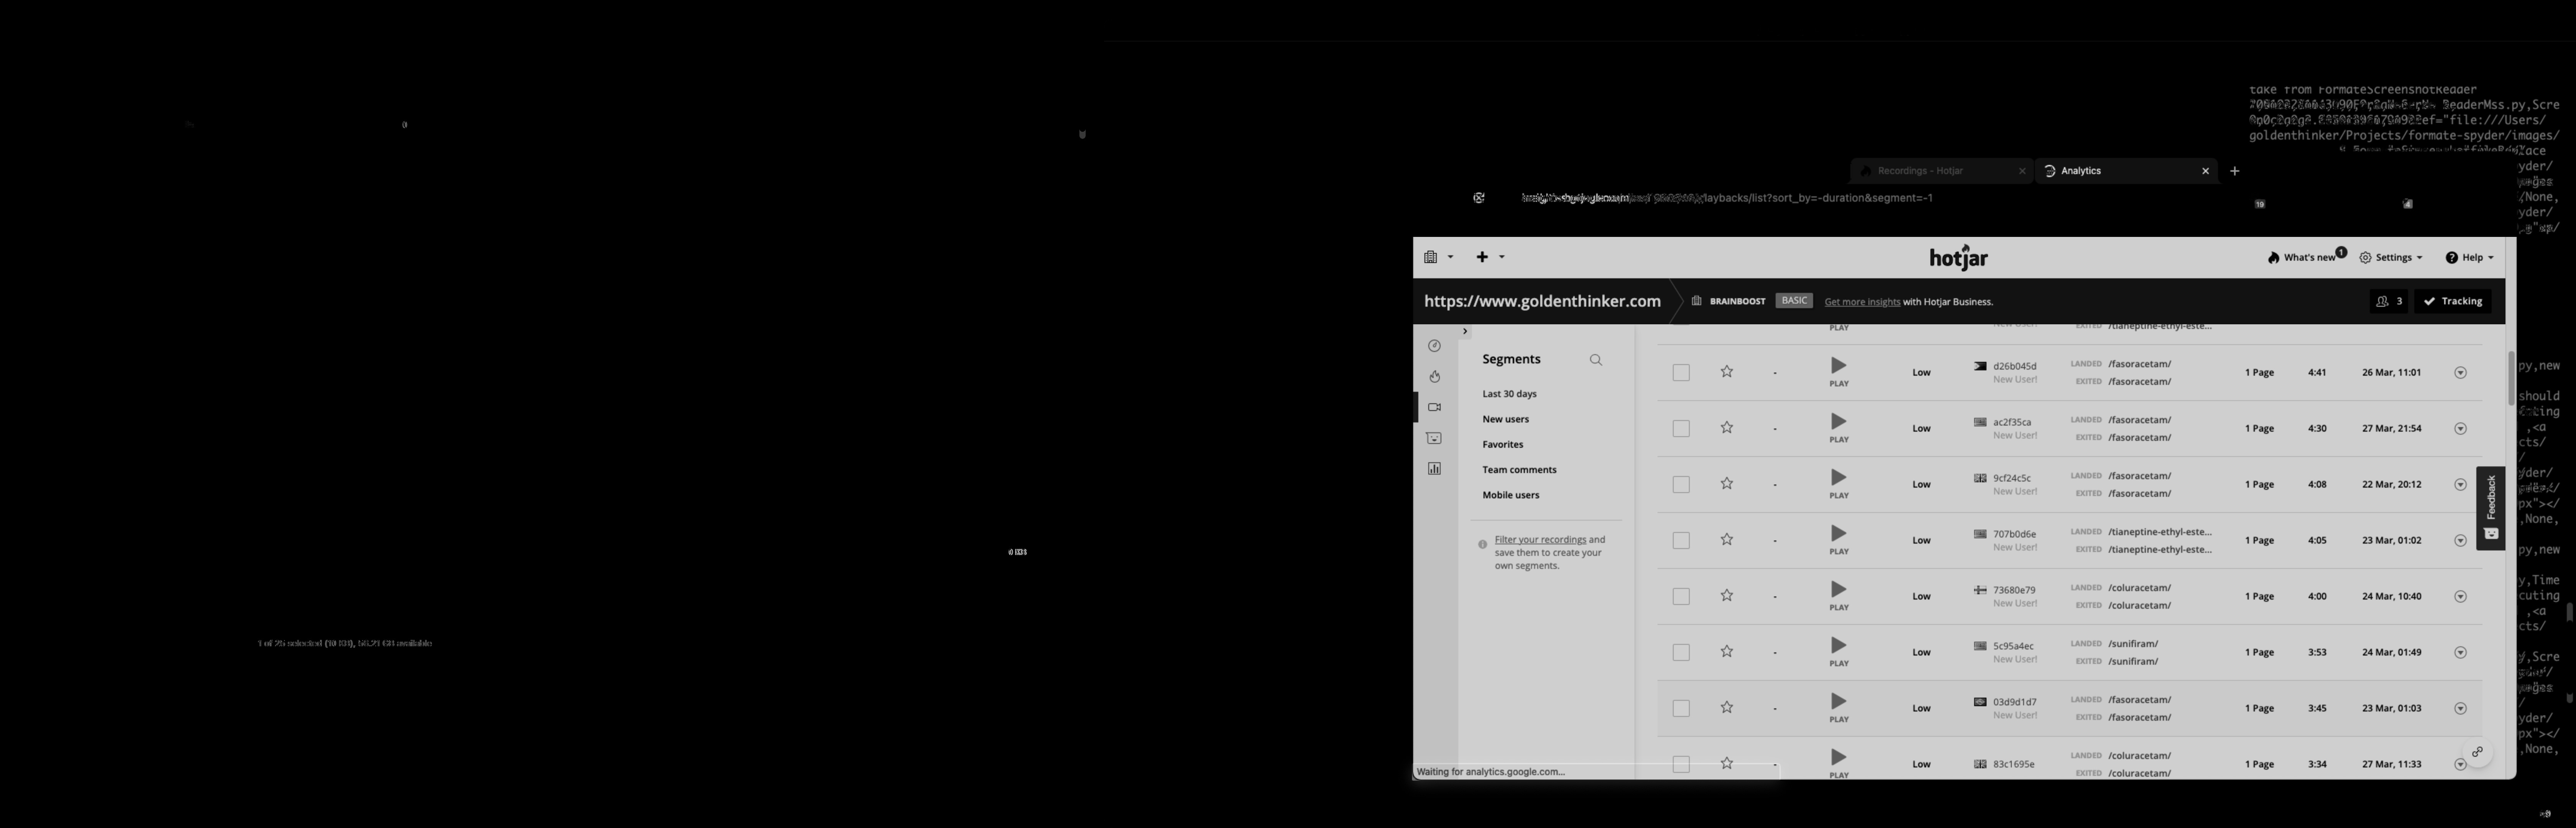 take from FormateScreenshotReader
ReaderMss.py,Scre
ef="file:///Users/
goldenthinker/Projects/formate-spyder/images/
Recordings - Hotjar
Analytics
yder/
/None,
yder/
laybacks/list?sort_by=-duration&segment=-1
19
hotjar
What's new 1
Settings
Help
https://www.goldenthinker.com
BRAINBOOST
BASIC
Get more insights with Hotjar Business.
3
Tracking
Segments
Last 30 days
New users
Favorites
Team comments
Mobile users
Filter your recordings and
save them to create your
own segments.
PLAY New User! EXITED /tianeptine-ethyl-este...
PLAY Low d26b045d New User! LANDED /fasoracetam/ EXITED /fasoracetam/ 1 Page 4:41 26 Mar, 11:01
PLAY Low ac2f35ca New User! LANDED /fasoracetam/ EXITED /fasoracetam/ 1 Page 4:30 27 Mar, 21:54
PLAY Low 9cf24c5c New User! LANDED /fasoracetam/ EXITED /fasoracetam/ 1 Page 4:08 22 Mar, 20:12
PLAY Low 707b0d6e New User! LANDED /tianeptine-ethyl-este... EXITED /tianeptine-ethyl-este... 1 Page 4:05 23 Mar, 01:02
PLAY Low 73680e79 New User! LANDED /coluracetam/ EXITED /coluracetam/ 1 Page 4:00 24 Mar, 10:40
PLAY Low 5c95a4ec New User! LANDED /sunifiram/ EXITED /sunifiram/ 1 Page 3:53 24 Mar, 01:49
PLAY Low 03d9d1d7 New User! LANDED /fasoracetam/ EXITED /fasoracetam/ 1 Page 3:45 23 Mar, 01:03
PLAY Low 83c1695e LANDED /coluracetam/ EXITED /coluracetam/ 1 Page 3:34 27 Mar, 11:33
Feedback
Waiting for analytics.google.com...
py,new
should
,<a
cts/
/
yder/
px"></
,None,
py,new
y,Time
cuting
,<a
cts/
,Scre
/
yder/
px"></
,None,
1 of 25 selected available